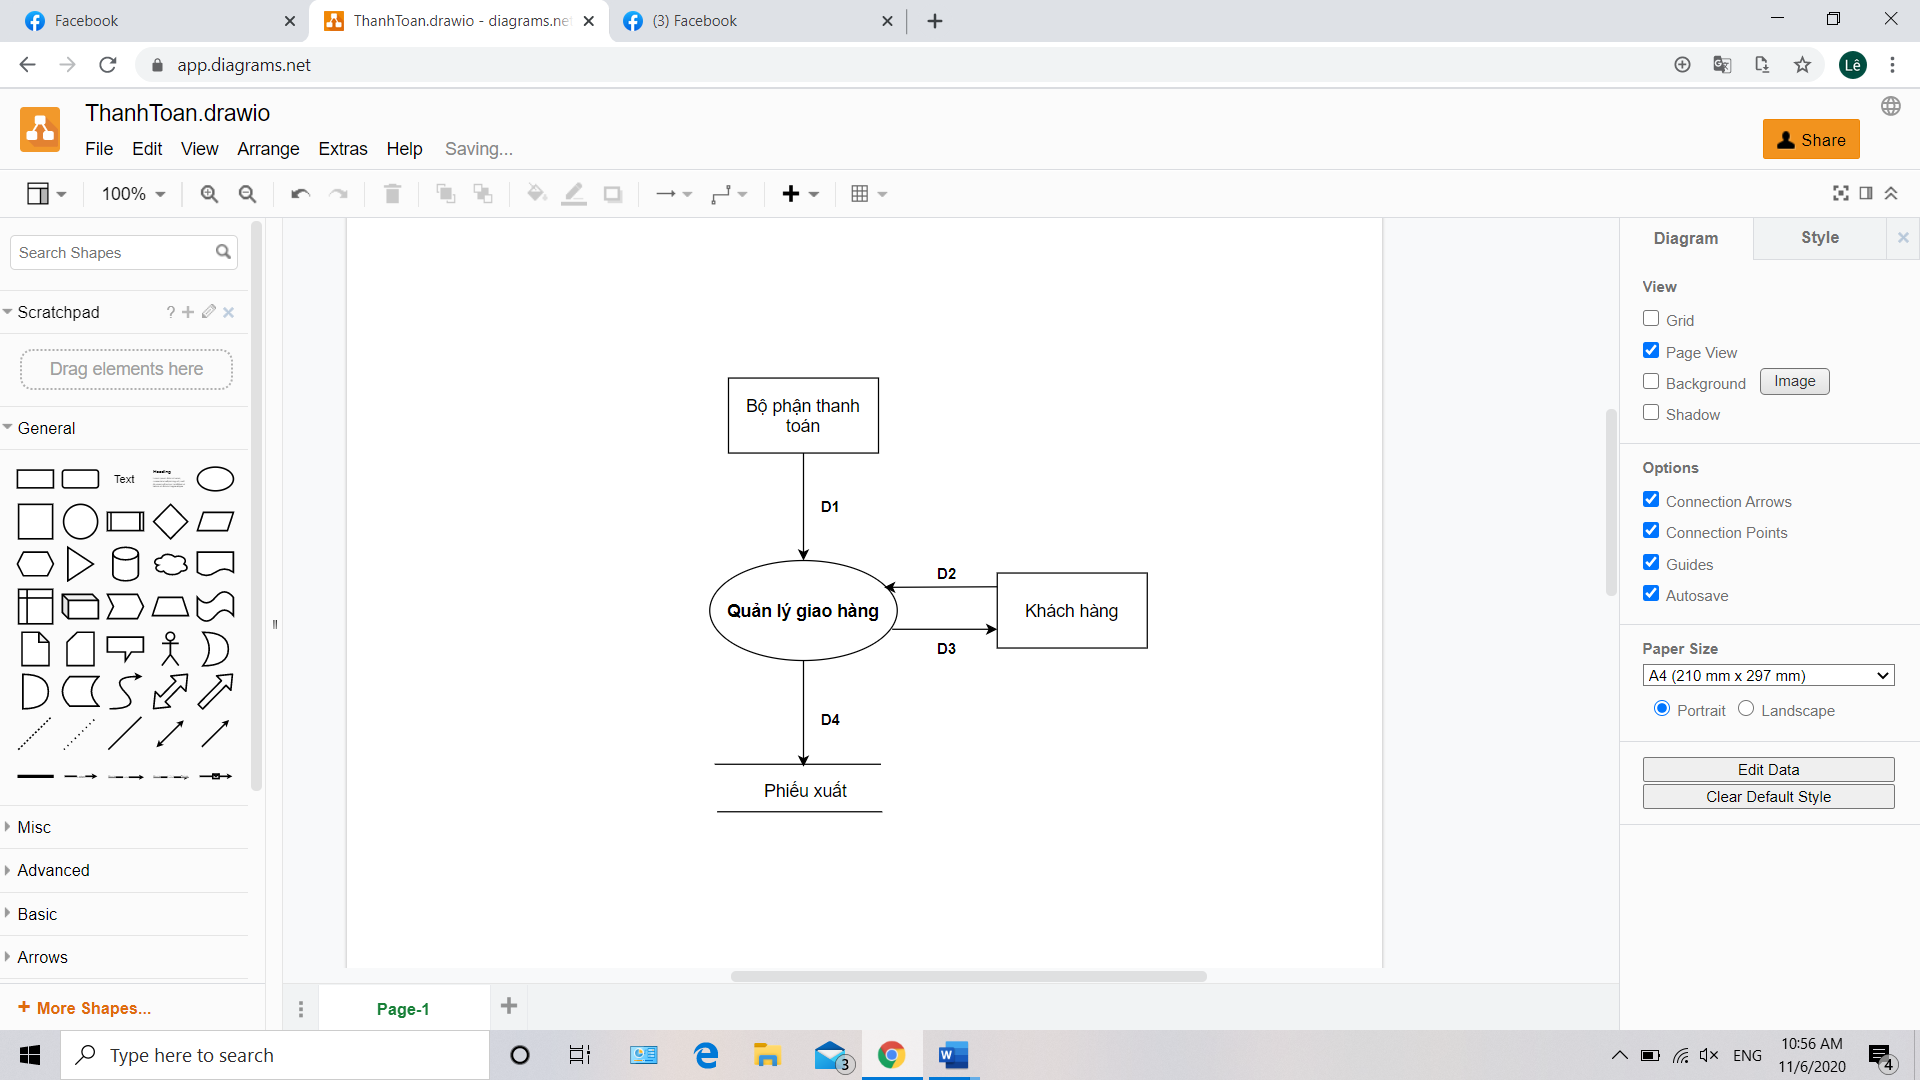 Facebook
ThanhToan.drawio - diagrams.ne
(3) Facebook
app.diagrams.net
Lê
ThanhToan.drawio
File Edit View Arrange Extras Help Saving...
Share
100%
Search Shapes
Scratchpad
?
Drag elements here
General
Text
Heading
Misc
Advanced
Basic
Arrows
More Shapes...
Bộ phận thanh
toán
D1
D2
Quản lý giao hàng
Khách hàng
D3
D4
Phiếu xuất
Page-1
Diagram
Style
View
Grid
Page View
Background
Image
Shadow
Options
Connection Arrows
Connection Points
Guides
Autosave
Paper Size
A4 (210 mm x 297 mm)
Portrait
Landscape
Edit Data
Clear Default Style
Type here to search
3
ENG
10:56 AM
11/6/2020
4